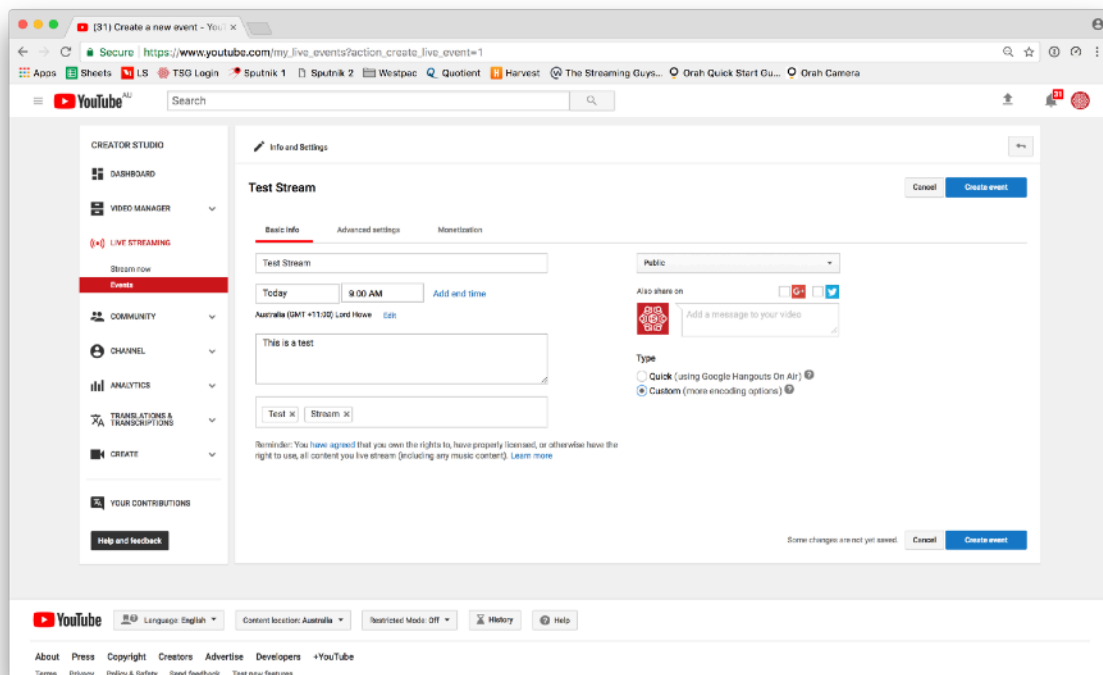 (31) Create a new event - YouT ×
Secure | https://www.youtube.com/my_live_events?action_create_live_event=1
Apps Sheets LS TSG Login Sputnik 1 Sputnik 2 Westpac Quotient Harvest The Streaming Guys... Orah Quick Start Gu... Orah Camera
YouTube AU Search 31
CREATOR STUDIO
DASHBOARD
VIDEO MANAGER
LIVE STREAMING
Stream now
Events
COMMUNITY
CHANNEL
ANALYTICS
TRANSLATIONS &
TRANSCRIPTIONS
CREATE
YOUR CONTRIBUTIONS
Help and feedback
Info and Settings
Test Stream Cancel Create event
Basic info Advanced settings Monetization
Test Stream
Today 9:00 AM Add end time
Australia (GMT +11:00) Lord Howe Edit
This is a test
Test × Stream ×
Reminder: You have agreed that you own the rights to, have properly licensed, or otherwise have the
right to use, all content you live stream (including any music content). Learn more
Public
Also share on G+
Add a message to your video
Type
Quick (using Google Hangouts On Air) ?
Custom (more encoding options) ?
Some changes are not yet saved. Cancel Create event
YouTube Language: English Content location: Australia Restricted Mode: Off History Help
About Press Copyright Creators Advertise Developers +YouTube
Terms Privacy Policy & Safety Send feedback Test new features